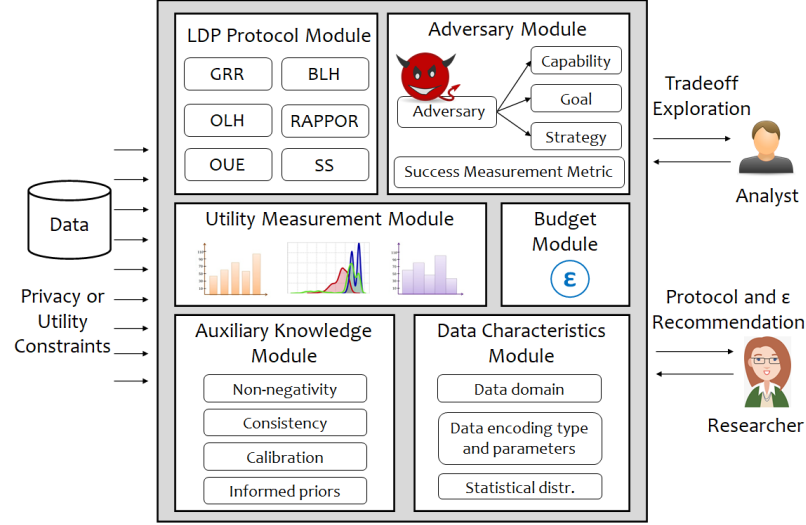 LDP Protocol Module
GRR
BLH
OLH
RAPPOR
OUE
SS
Adversary Module
Adversary
Capability
Goal
Strategy
Success Measurement Metric
Data
Privacy or
Utility
Constraints
Utility Measurement Module
Budget
Module
ε
Auxiliary Knowledge
Module
Non-negativity
Consistency
Calibration
Informed priors
Data Characteristics
Module
Data domain
Data encoding type
and parameters
Statistical distr.
Tradeoff
Exploration
Analyst
Protocol and ε
Recommendation
Researcher